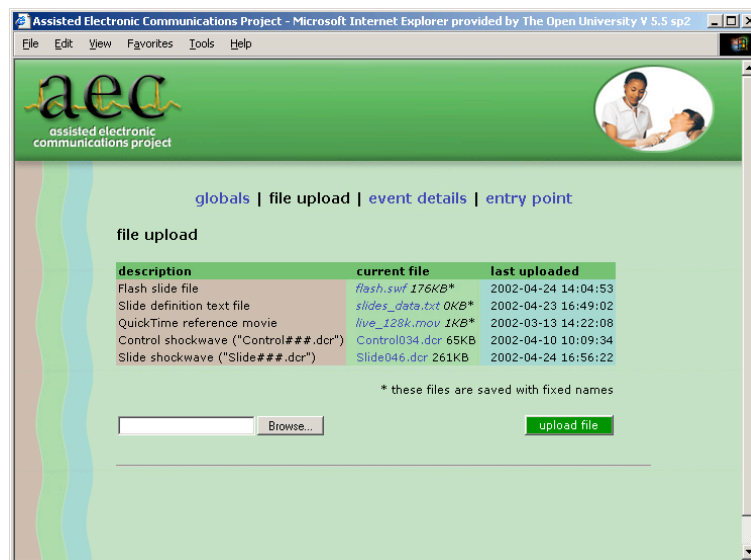 Assisted Electronic Communications Project - Microsoft Internet Explorer provided by The Open University V 5.5 sp2
File Edit View Favorites Tools Help
aec
assisted electronic
communications project
globals | file upload | event details | entry point
file upload
description current file last uploaded
Flash slide file flash.swf 176KB* 2002-04-24 14:04:53
Slide definition text file slides_data.txt 0KB* 2002-04-23 16:49:02
QuickTime reference movie live_128k.mov 1KB* 2002-03-13 14:22:08
Control shockwave ("Control###.dcr") Control034.dcr 65KB 2002-04-10 10:09:34
Slide shockwave ("Slide###.dcr") Slide046.dcr 261KB 2002-04-24 16:56:22
* these files are saved with fixed names
Browse... upload file